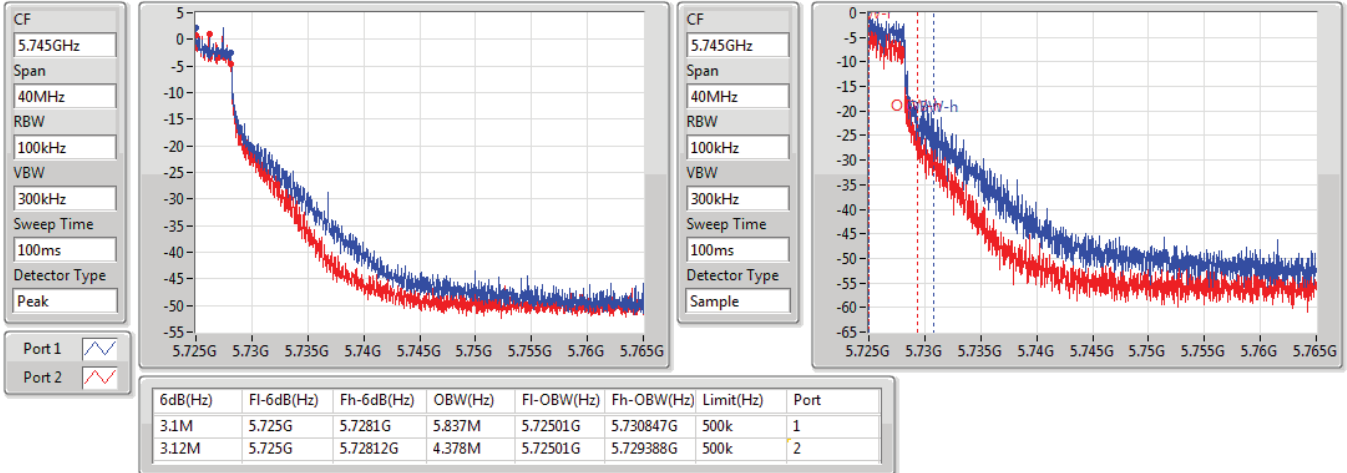 CF
5.745GHz
Span
40MHz
RBW
100kHz
VBW
300kHz
Sweep Time
100ms
Detector Type
Peak
Port 1
Port 2
5-
0-
-5-
-10-
-15-
-20-
-25-
-30-
-35-
-40-
-45-
-50-
-55-
5.725G 5.73G 5.735G 5.74G 5.745G 5.75G 5.755G 5.76G 5.765G
CF
5.745GHz
Span
40MHz
RBW
100kHz
VBW
300kHz
Sweep Time
100ms
Detector Type
Sample
0-
-5-
-10-
-15-
-20-
-25-
-30-
-35-
-40-
-45-
-50-
-55-
-60-
-65-
5.725G 5.73G 5.735G 5.74G 5.745G 5.75G 5.755G 5.76G 5.765G
6dB(Hz) Fl-6dB(Hz) Fh-6dB(Hz) OBW(Hz) Fl-OBW(Hz) Fh-OBW(Hz) Limit(Hz) Port
3.1M 5.725G 5.7281G 5.837M 5.72501G 5.730847G 500k 1
3.12M 5.725G 5.72812G 4.378M 5.72501G 5.729388G 500k 2